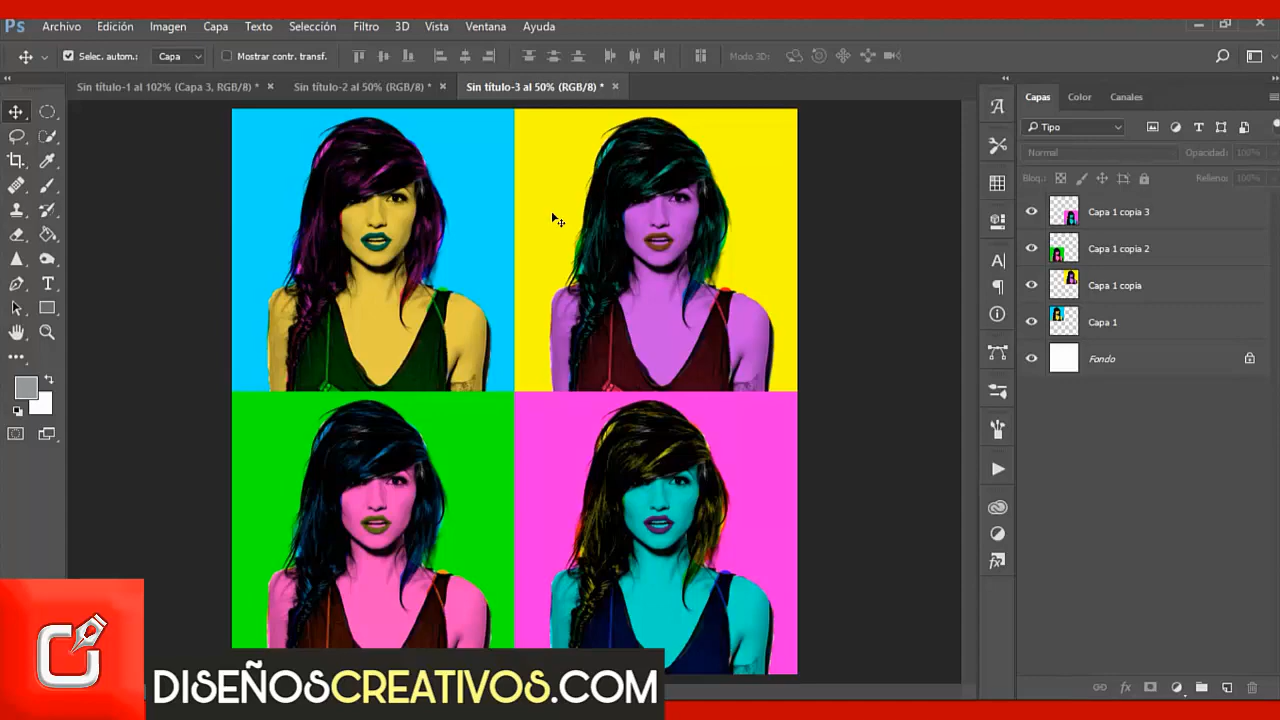 Ps Archivo Edición Imagen Capa Texto Selección Filtro 3D Vista Ventana Ayuda
Selec. autom.: Capa Mostrar contr. transf. Modo 3D:
Sin título-1 al 102% (Capa 3, RGB/8) * × Sin título-2 al 50% (RGB/8) * × Sin título-3 al 50% (RGB/8) * ×
Capas Color Canales
Tipo
Normal Opacidad: 100%
Bloq.: Relleno: 100%
Capa 1 copia 3
Capa 1 copia 2
Capa 1 copia
Capa 1
Fondo
DISEÑOSCREATIVOS.COM